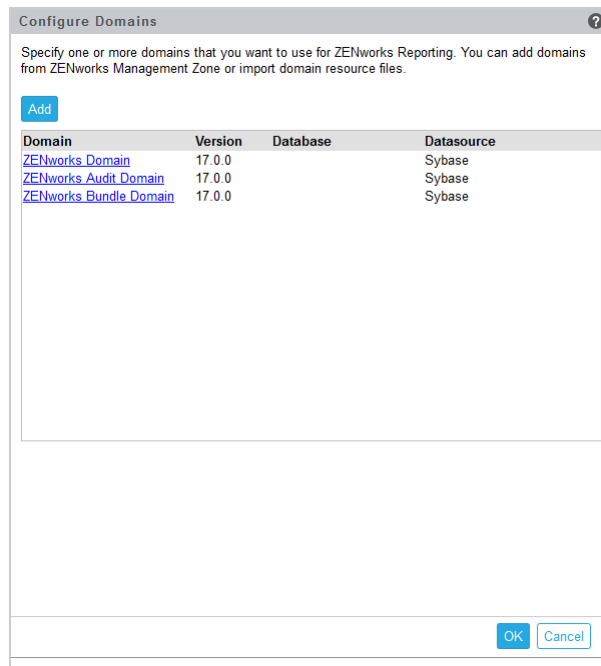 Configure Domains ?
Specify one or more domains that you want to use for ZENworks Reporting. You can add domains
from ZENworks Management Zone or import domain resource files.
Add
Domain Version Database Datasource
ZENworks Domain 17.0.0 Sybase
ZENworks Audit Domain 17.0.0 Sybase
ZENworks Bundle Domain 17.0.0 Sybase
OK Cancel